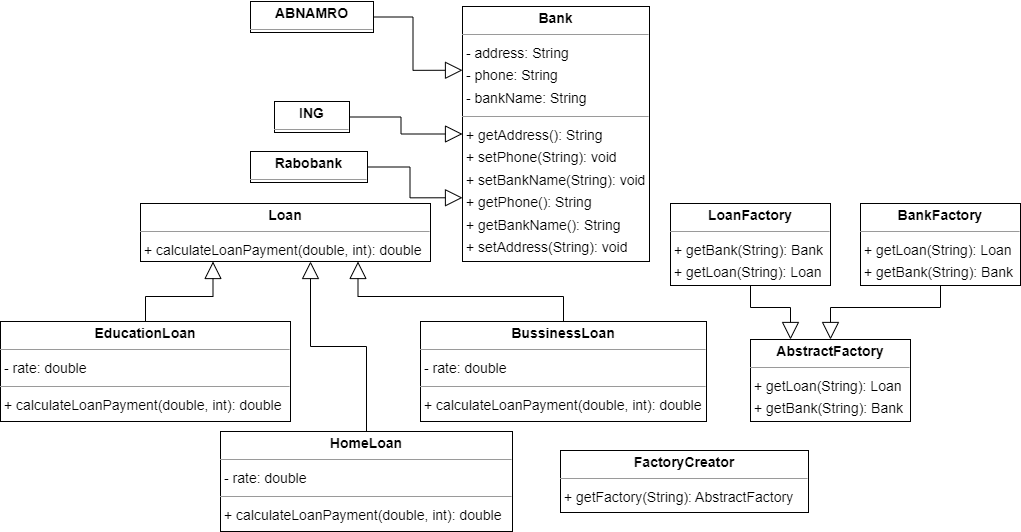 ABNAMRO
Bank
- address: String
- phone: String
- bankName: String
+ getAddress(): String
+ setPhone(String): void
+ setBankName(String): void
+ getPhone(): String
+ getBankName(): String
+ setAddress(String): void
ING
Rabobank
Loan
+ calculateLoanPayment(double, int): double
LoanFactory
+ getBank(String): Bank
+ getLoan(String): Loan
BankFactory
+ getLoan(String): Loan
+ getBank(String): Bank
EducationLoan
- rate: double
+ calculateLoanPayment(double, int): double
BussinessLoan
- rate: double
+ calculateLoanPayment(double, int): double
AbstractFactory
+ getLoan(String): Loan
+ getBank(String): Bank
HomeLoan
- rate: double
+ calculateLoanPayment(double, int): double
FactoryCreator
+ getFactory(String): AbstractFactory